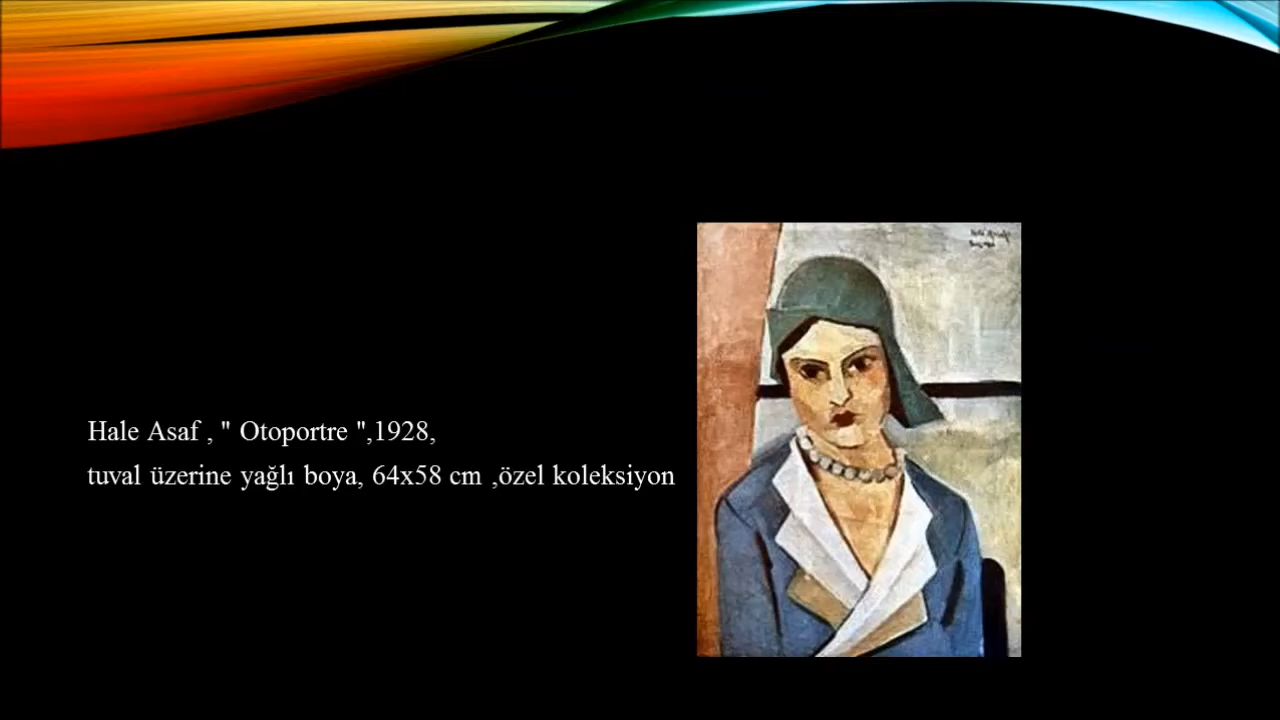 Hale Asaf , " Otoportre ",1928,
tuval üzerine yağlı boya, 64x58 cm ,özel koleksiyon